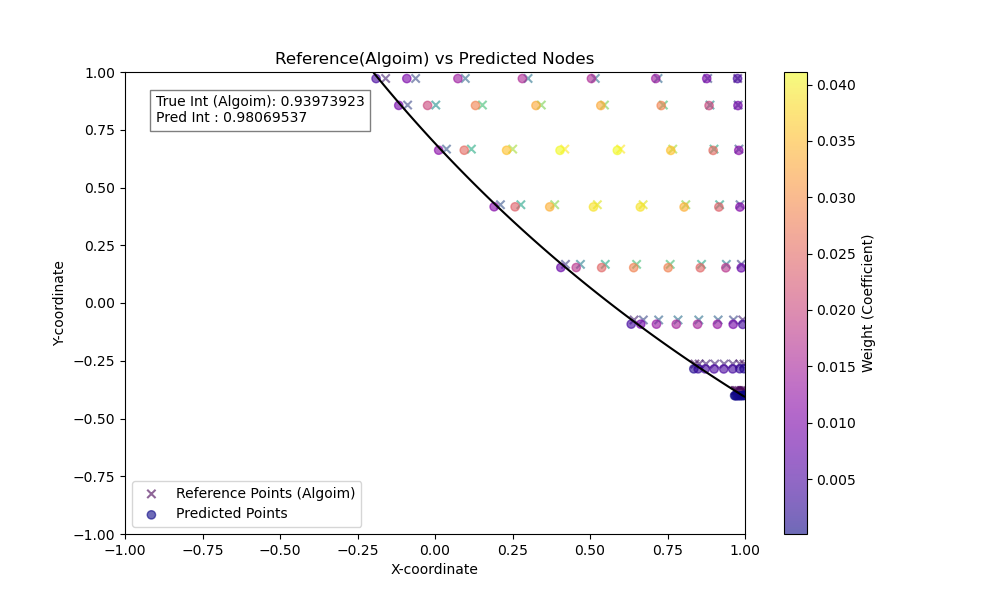 Reference(Algoim) vs Predicted Nodes
True Int (Algoim): 0.93973923
Pred Int : 0.98069537
1.00
0.75
0.50
0.25
0.00
−0.25
−0.50
−0.75
−1.00
Y-coordinate
Reference Points (Algoim)
Predicted Points
−1.00 −0.75 −0.50 −0.25 0.00 0.25 0.50 0.75 1.00
X-coordinate
0.040
0.035
0.030
0.025
0.020
0.015
0.010
0.005
Weight (Coefficient)